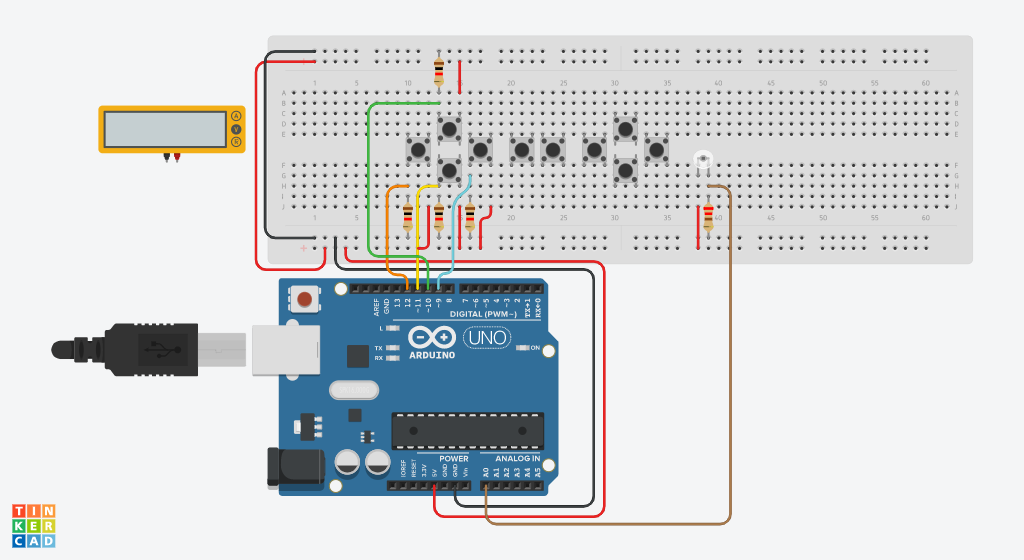 1 10 15 20 25 30 35 40 45 50 55 60
A
B
C
D
E
A
V
R
F
G
H
I
J
1 10 15 20 25 30 35 40 45 50 55 60
AREF
GND
13
12
~11
~10
~9
8
7
~6
~5
4
~3
2
TX→1
RX←0
DIGITAL (PWM~)
L
TX
RX
ARDUINO
UNO
ON
POWER
ANALOG IN
IOREF
RESET
3.3V
5V
GND
GND
Vin
A0
A1
A2
A3
A4
A5
TIN
KER
CAD